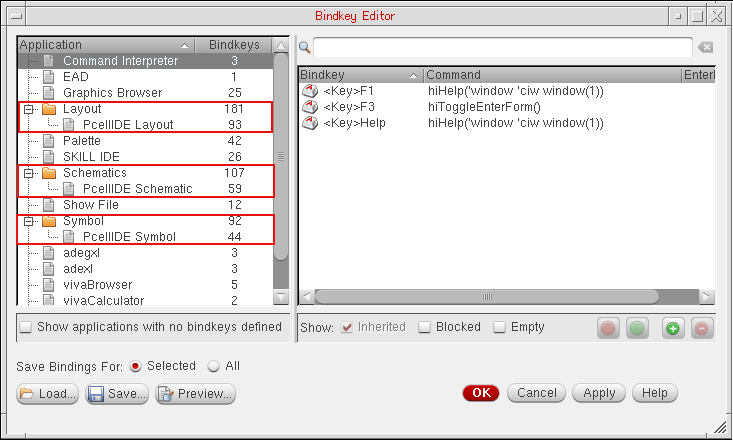 Bindkey Editor
Application Bindkeys
Command Interpreter 3
EAD 1
Graphics Browser 25
Layout 181
PcellIDE Layout 93
Palette 42
SKILL IDE 26
Schematics 107
PcellIDE Schematic 59
Show File 12
Symbol 92
PcellIDE Symbol 44
adegxl 3
adexl 3
vivaBrowser 5
vivaCalculator 2
Show applications with no bindkeys defined
Bindkey Command EnterF
<Key>F1 hiHelp('window 'ciw window(1))
<Key>F3 hiToggleEnterForm()
<Key>Help hiHelp('window 'ciw window(1))
Show: Inherited Blocked Empty
Save Bindings For: Selected All
Load... Save... Preview...
OK Cancel Apply Help